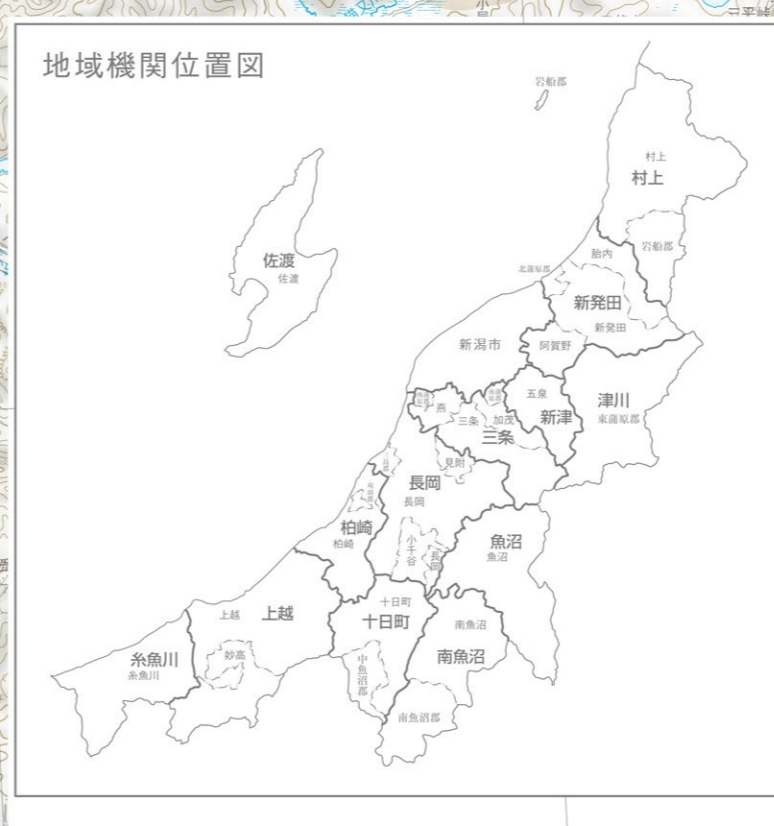 地域機関位置図
岩船郡
村上
村上
岩船郡
胎内
北蒲原郡
新発田
新発田
佐渡
佐渡
新潟市
阿賀野
五泉
新津
津川
東蒲原郡
燕
三条
加茂
三条
見附
長岡
長岡
小千谷
長岡
柏崎
柏崎
魚沼
魚沼
十日町
十日町
中魚沼郡
南魚沼
南魚沼
南魚沼郡
上越
上越
妙高
糸魚川
糸魚川